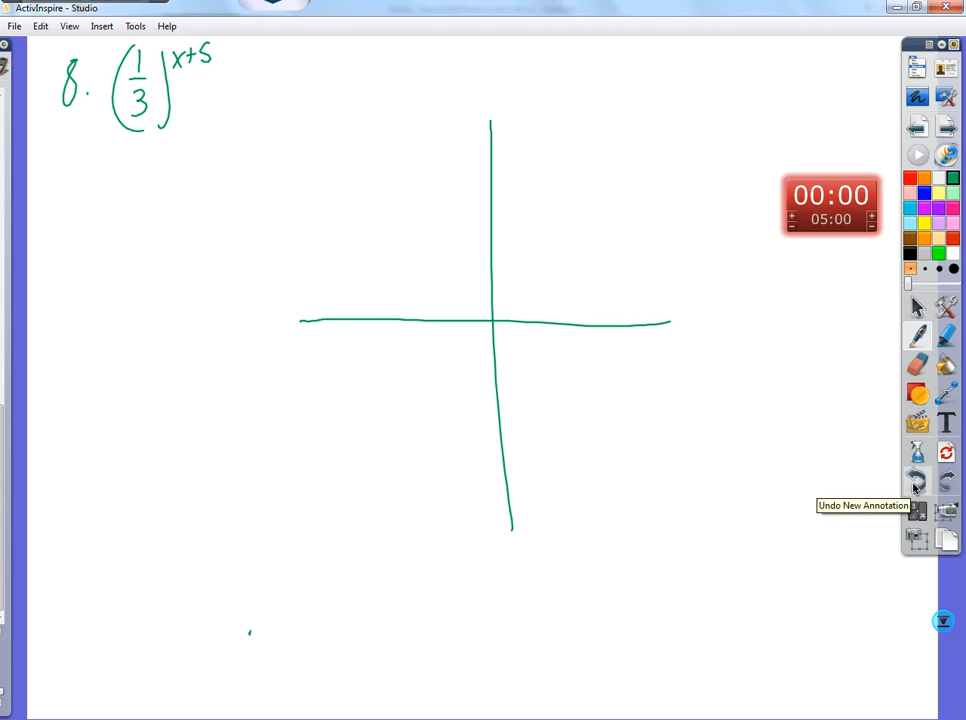 ActivInspire - Studio
File Edit View Insert Tools Help
8. (1/3)^x+5
00:00
05:00
T
Undo New Annotation